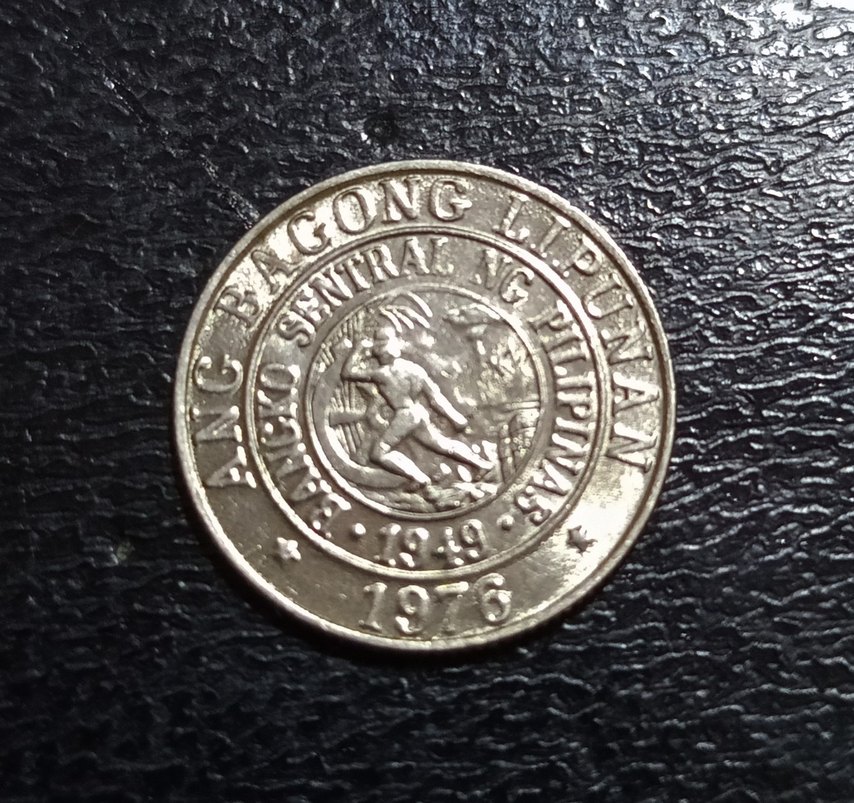 ANG BAGONG LIPUNAN
BANGKO SENTRAL NG PILIPINAS
· 1949 ·
1976